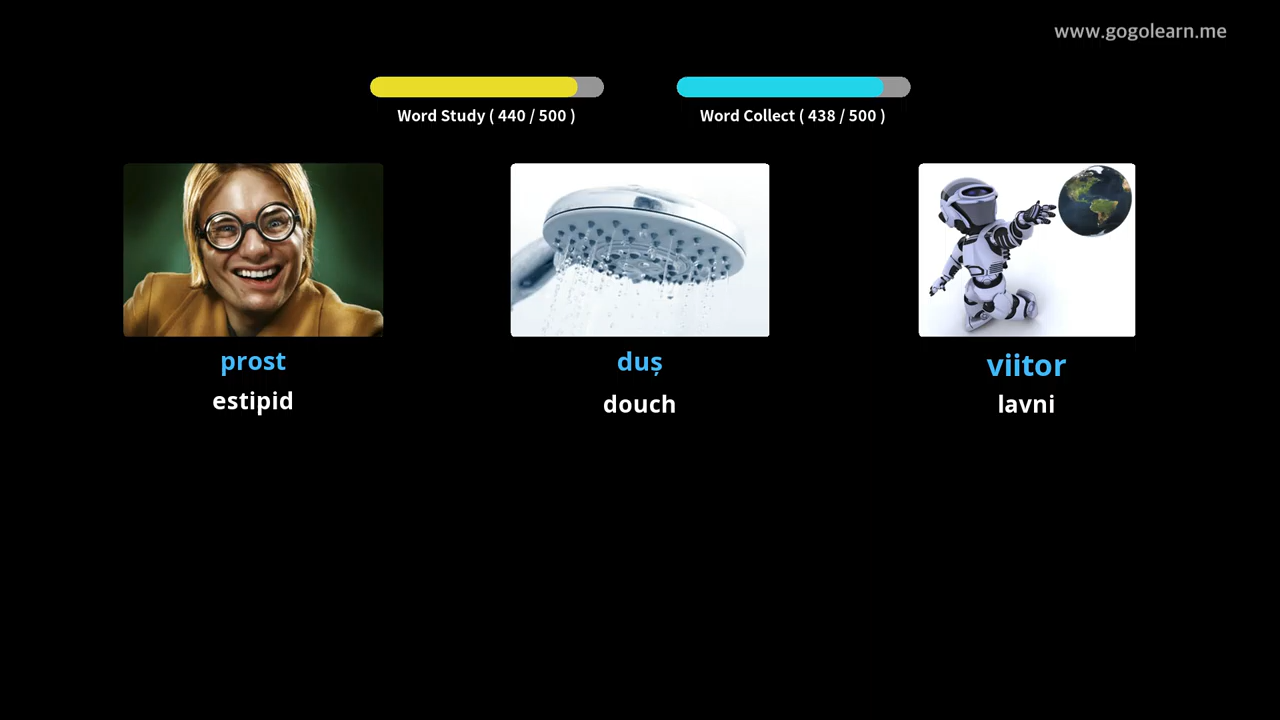 www.gogolearn.me
Word Study ( 440 / 500 )
Word Collect ( 438 / 500 )
prost
duș
viitor
estipid
douch
lavni